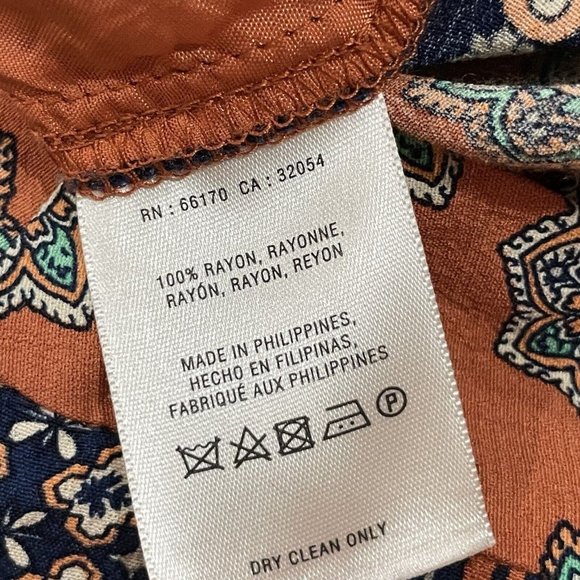 RN : 66170 CA : 32054
100% RAYON, RAYONNE,
RAYÓN, RAYON, REYON
MADE IN PHILIPPINES,
HECHO EN FILIPINAS,
FABRIQUÉ AUX PHILIPPINES
P
DRY CLEAN ONLY